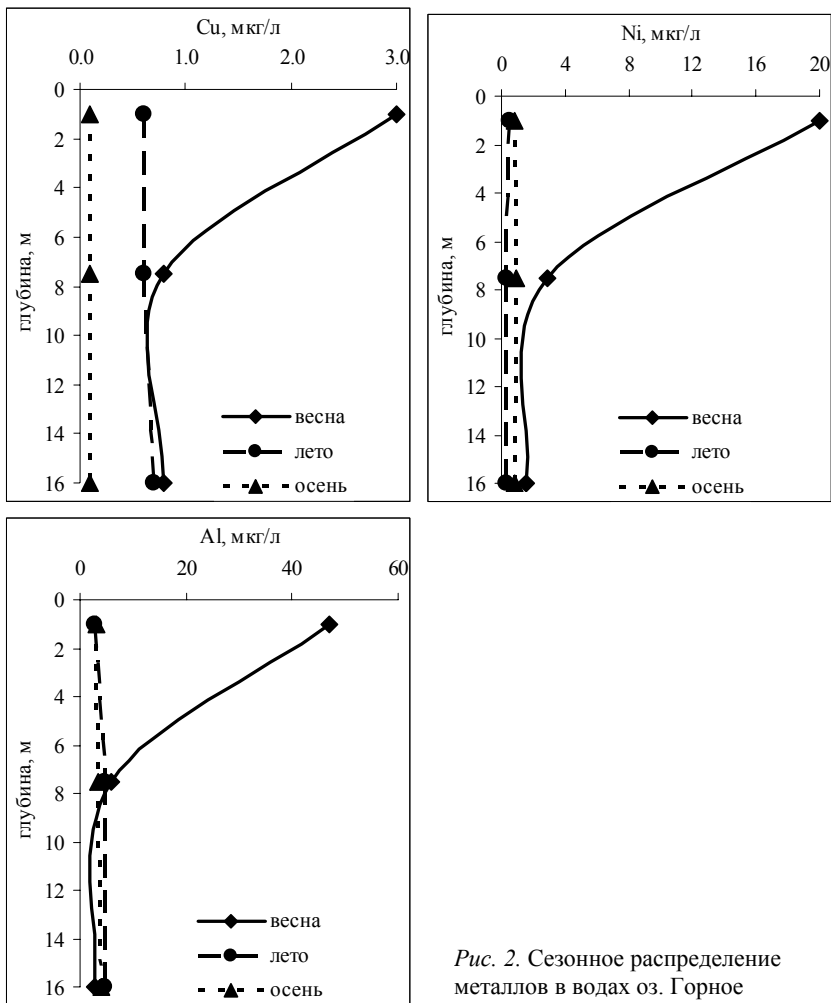 Cu, мкг/л
0.0 1.0 2.0 3.0
0
2
4
6
8
10
12
14
16
глубина, м
весна
лето
осень
Ni, мкг/л
0 4 8 12 16 20
0
2
4
6
8
10
12
14
16
глубина, м
весна
лето
осень
Al, мкг/л
0 20 40 60
0
2
4
6
8
10
12
14
16
глубина, м
весна
лето
осень
Рис. 2. Сезонное распределение
металлов в водах оз. Горное